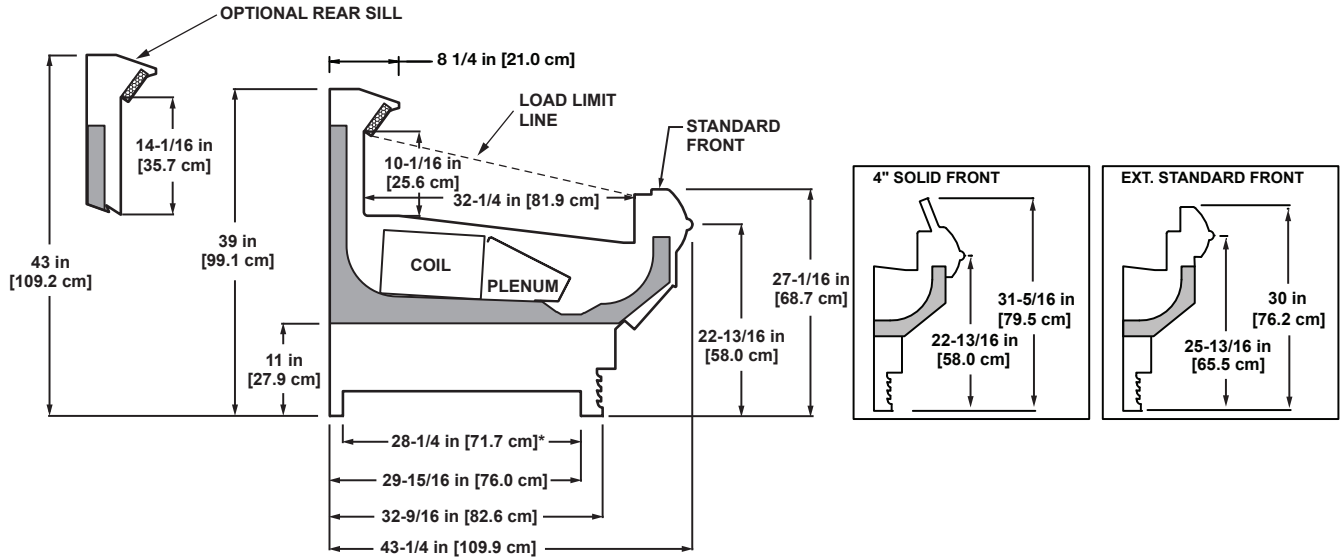 OPTIONAL REAR SILL
8 1/4 in [21.0 cm]
LOAD LIMIT
LINE
STANDARD
FRONT
14-1/16 in
[35.7 cm]
10-1/16 in
[25.6 cm]
32-1/4 in [81.9 cm]
43 in
[109.2 cm]
39 in
[99.1 cm]
COIL
PLENUM
27-1/16 in
[68.7 cm]
22-13/16 in
[58.0 cm]
11 in
[27.9 cm]
28-1/4 in [71.7 cm]*
29-15/16 in [76.0 cm]
32-9/16 in [82.6 cm]
43-1/4 in [109.9 cm]
4" SOLID FRONT
31-5/16 in
[79.5 cm]
22-13/16 in
[58.0 cm]
EXT. STANDARD FRONT
30 in
[76.2 cm]
25-13/16 in
[65.5 cm]